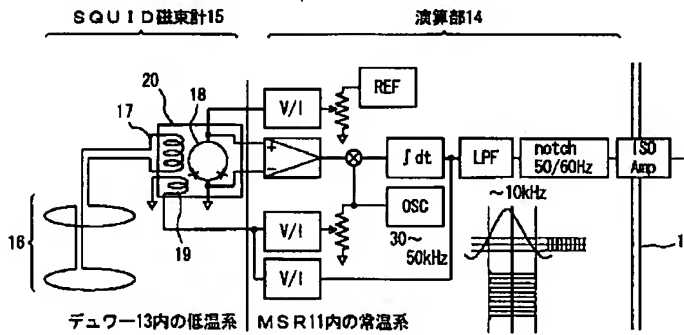 SQUID磁束計15
演算部14
20
18
17
REF
V/I
+
−
∫dt
LPF
notch
50/60Hz
ISO
Amp
19
OSC
~10kHz
16
V/I
30~
50kHz
V/I
1
デュワー13内の低温系
MSR11内の常温系